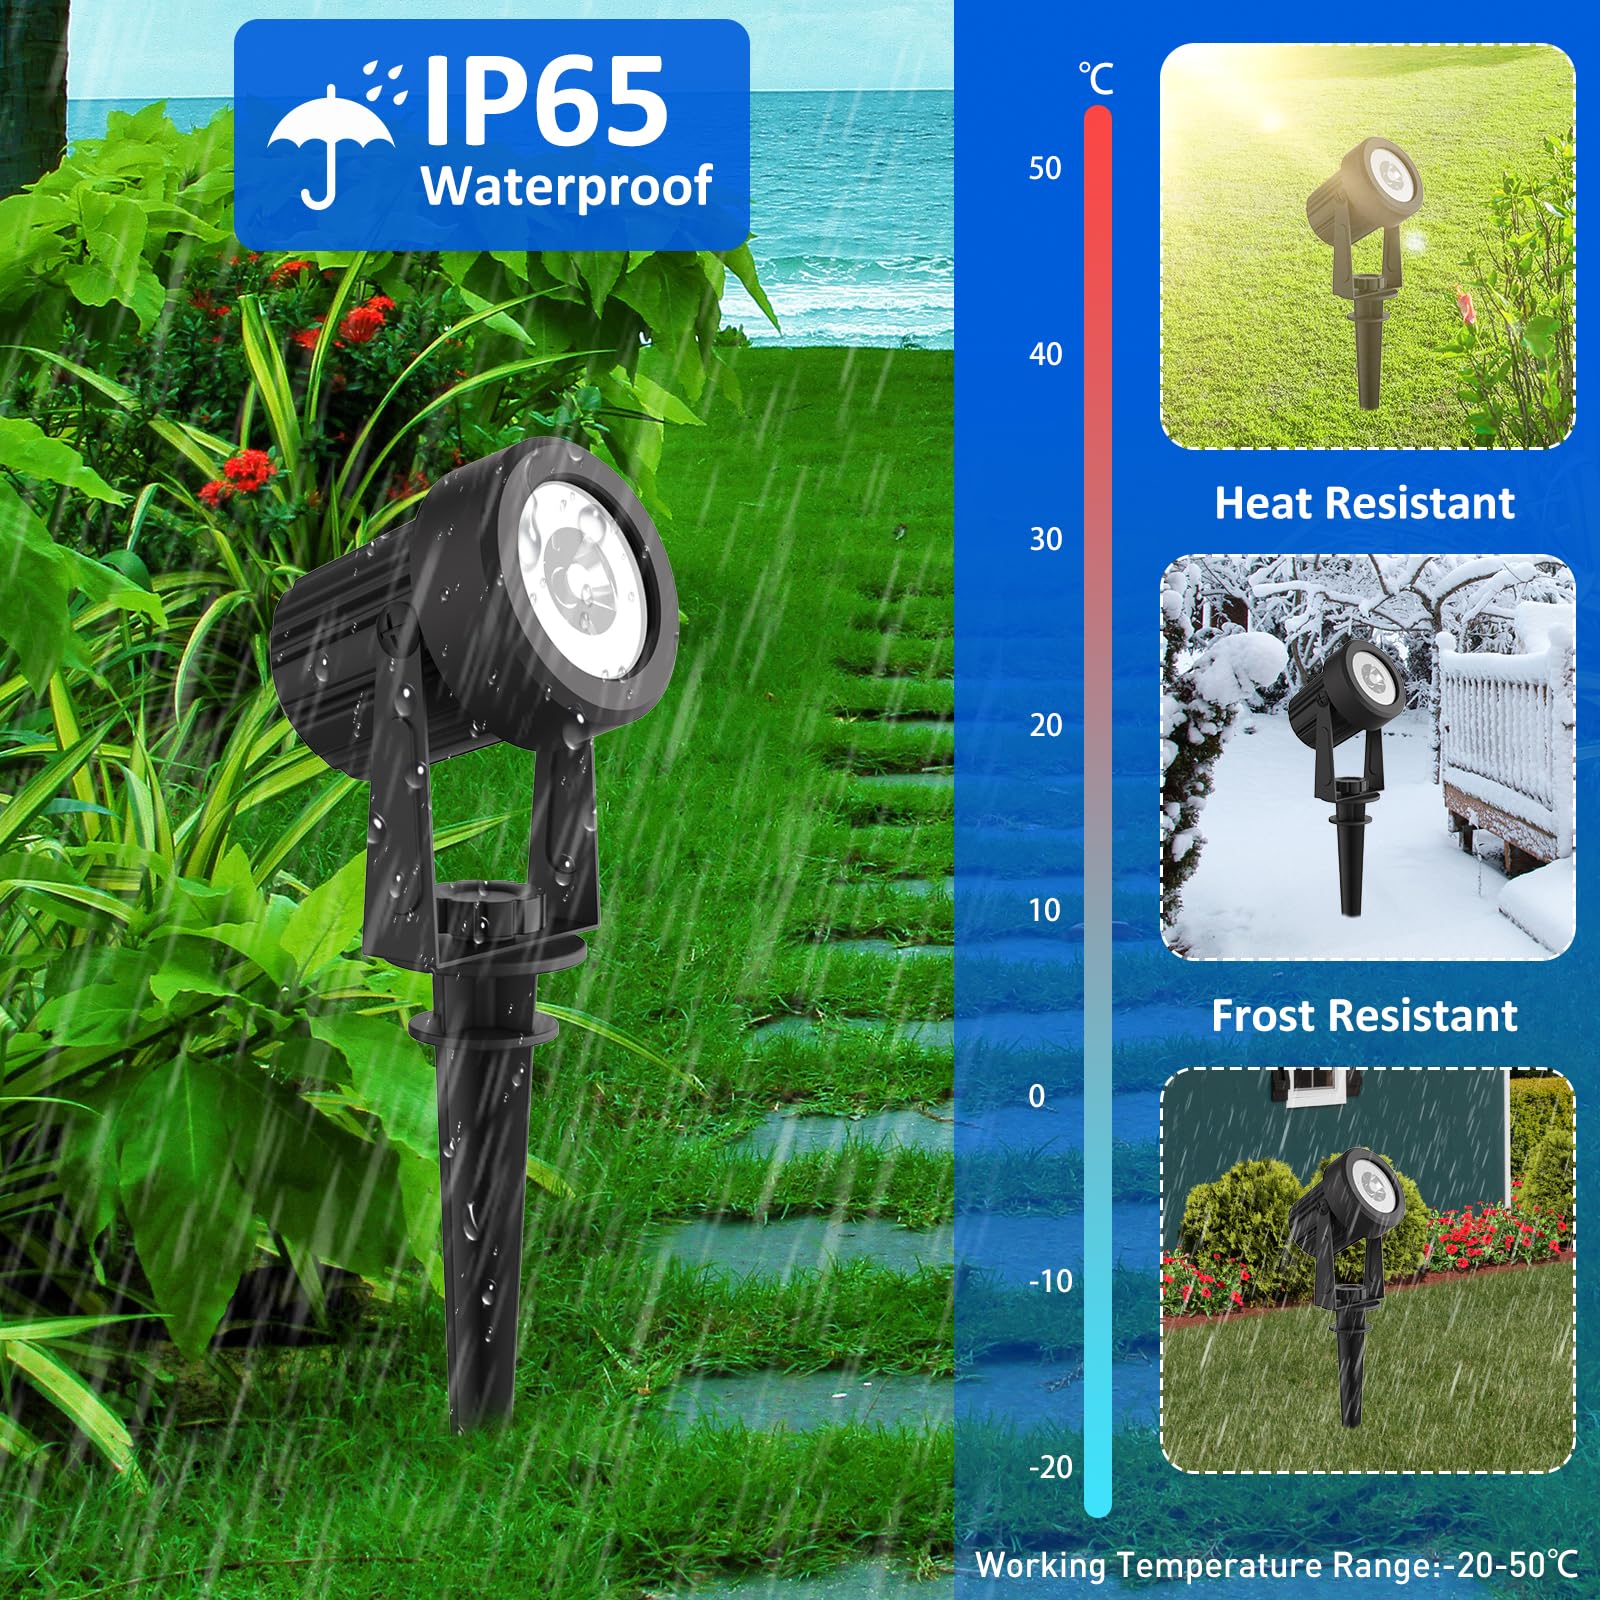 IP65
Waterproof
℃
50
40
30
20
10
0
-10
-20
Heat Resistant
Frost Resistant
Working Temperature Range:-20-50℃